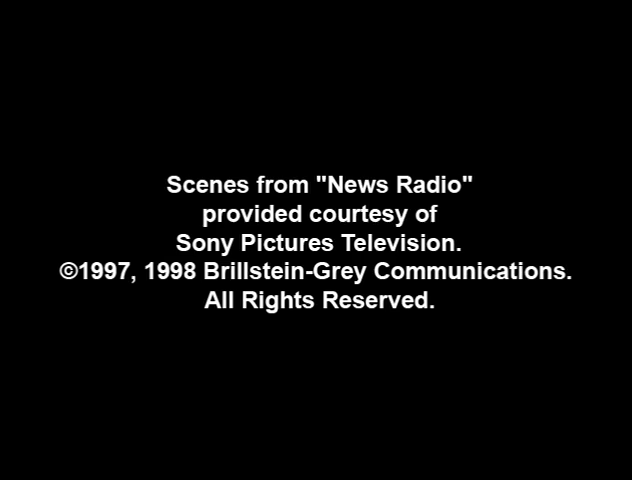 Scenes from "News Radio"
provided courtesy of
Sony Pictures Television.
©1997, 1998 Brillstein-Grey Communications.
All Rights Reserved.